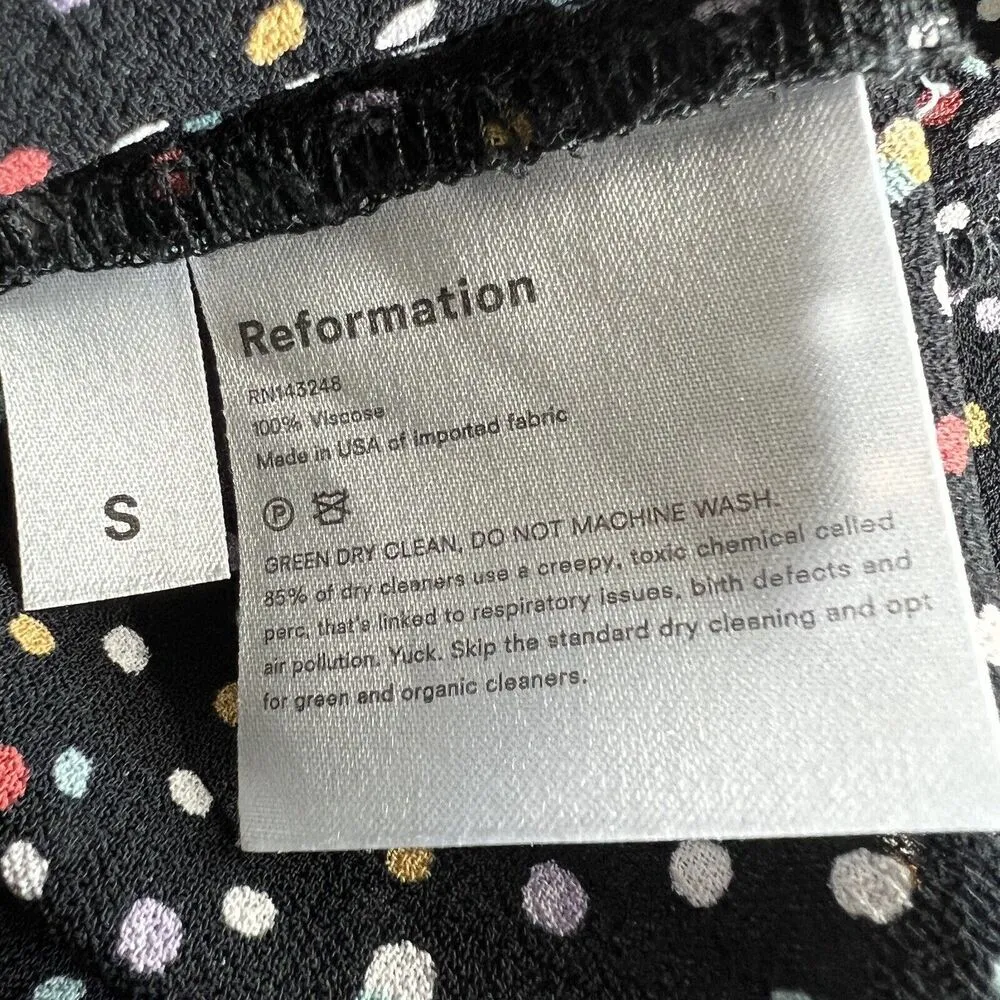 S
Reformation
RN143248
100% Viscose
Made in USA of imported fabric
P
GREEN DRY CLEAN, DO NOT MACHINE WASH.
85% of dry cleaners use a creepy, toxic chemical called
perc, that's linked to respiratory issues, birth defects and
air pollution. Yuck. Skip the standard dry cleaning and opt
for green and organic cleaners.